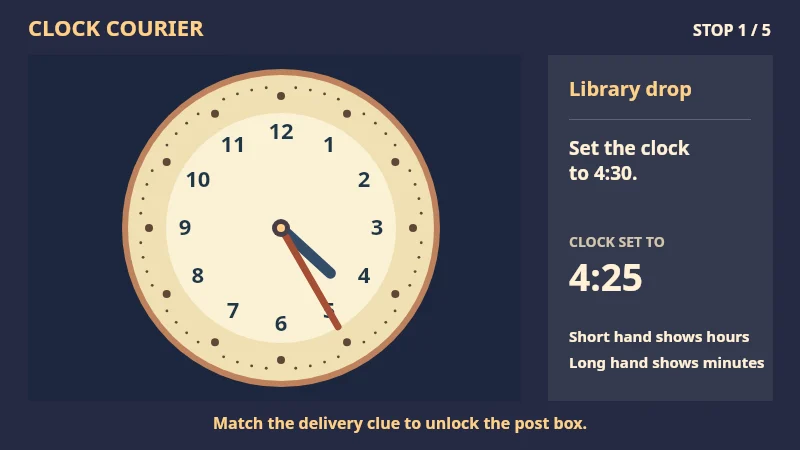 CLOCK COURIER
STOP 1 / 5
12
11
1
10
2
9
3
8
4
7
5
6
Library drop
Set the clock
to 4:30.
CLOCK SET TO
4:25
Short hand shows hours
Long hand shows minutes
Match the delivery clue to unlock the post box.